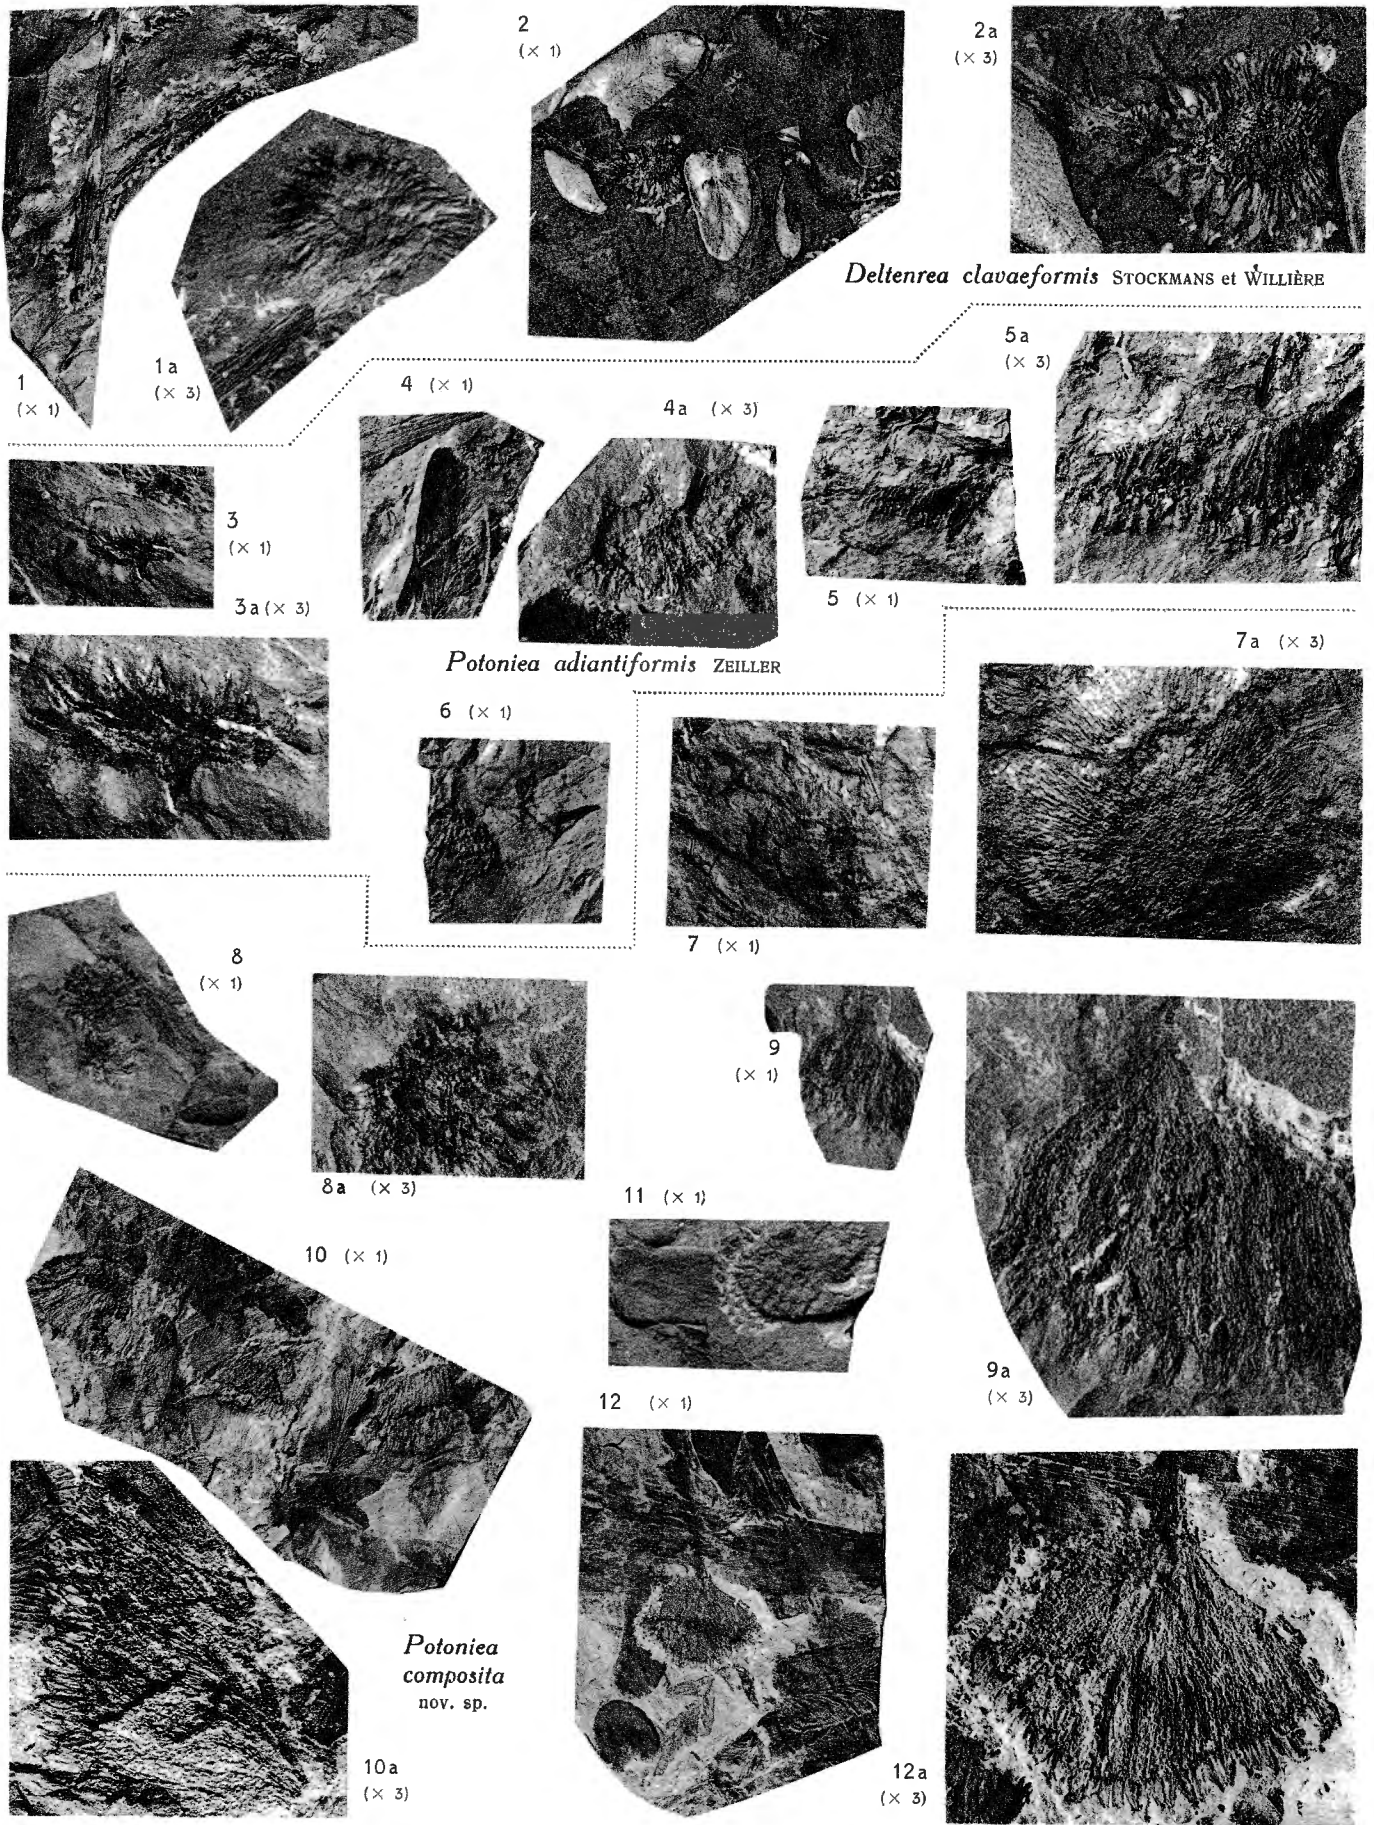 2
(× 1)
2a
(× 3)
Deltenrea clavaeformis STOCKMANS et WILLIÈRE
1
(× 1)
1a
(× 3)
5a
(× 3)
4 (× 1)
4a (× 3)
3
(× 1)
3a (× 3)
5 (× 1)
Potoniea adiantiformis ZEILLER
7a (× 3)
6 (× 1)
7 (× 1)
8
(× 1)
8a (× 3)
9
(× 1)
9a
(× 3)
10 (× 1)
11 (× 1)
12 (× 1)
Potoniea
composita
nov. sp.
10a
(× 3)
12a
(× 3)